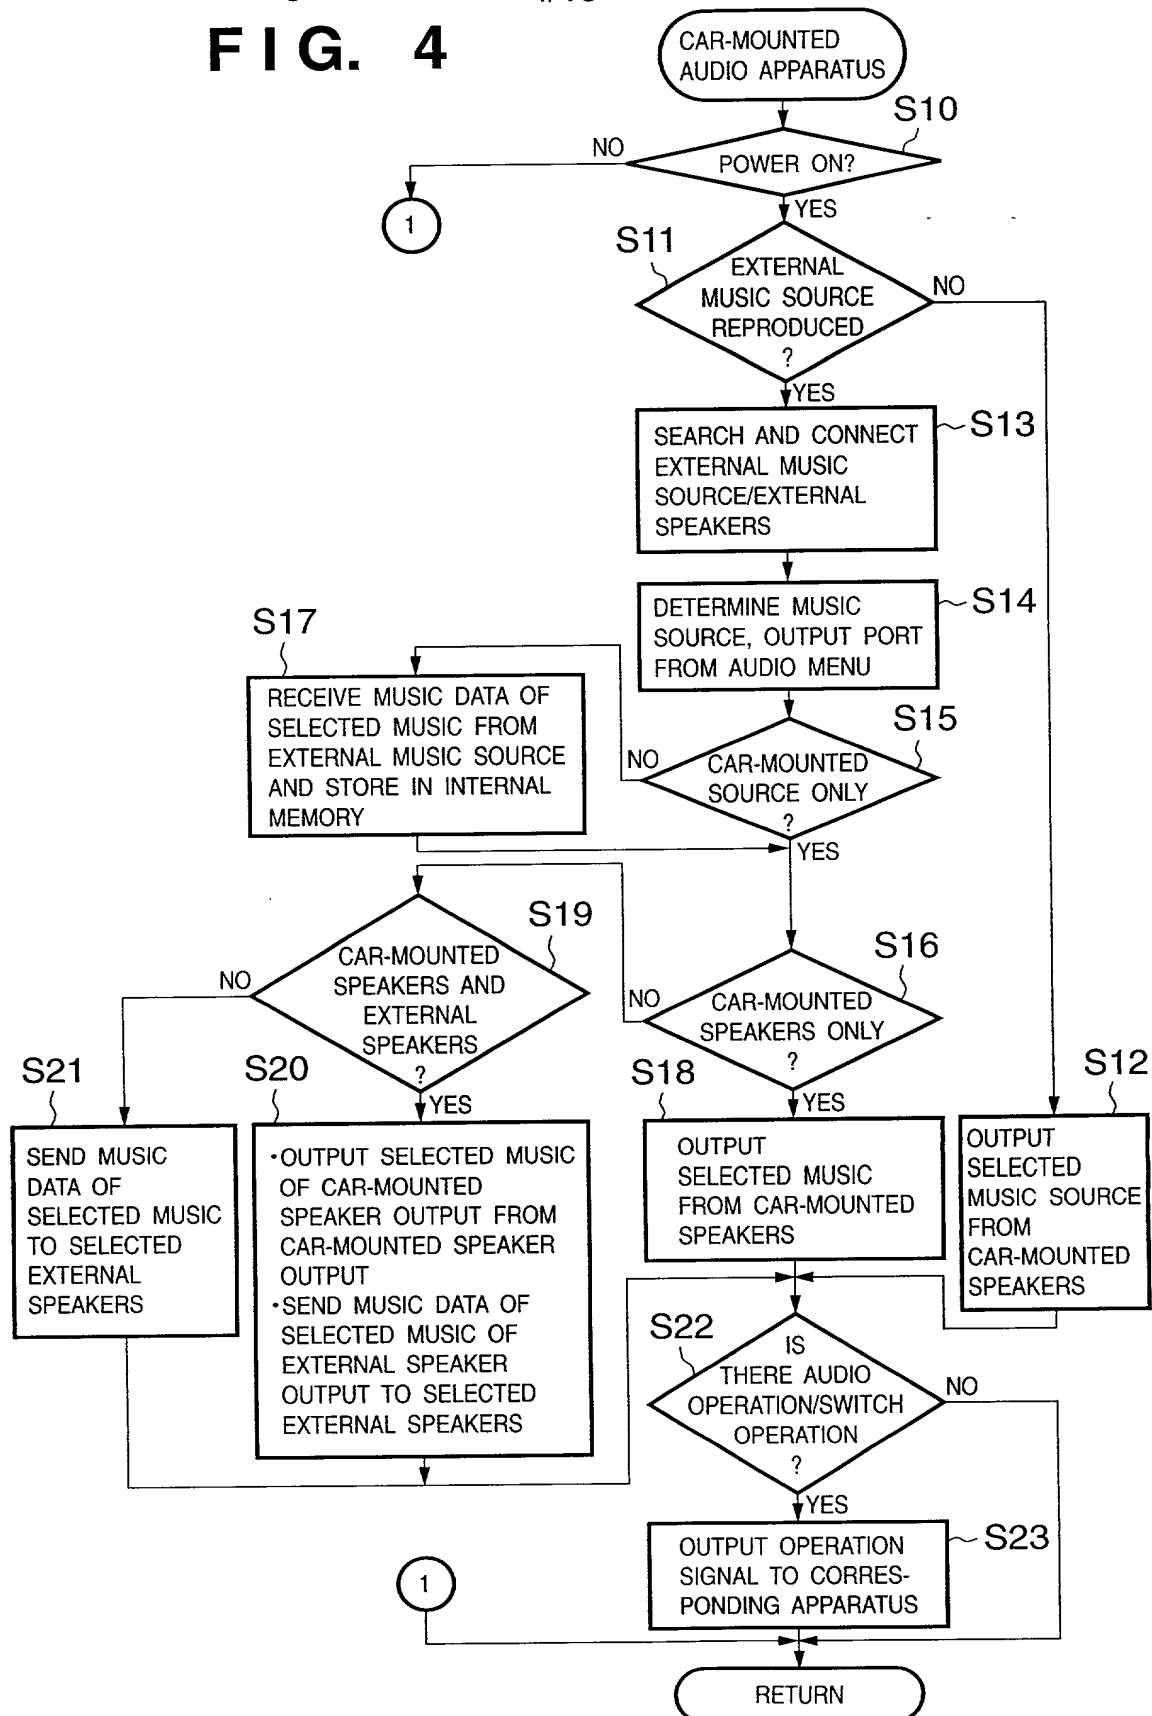 FIG. 4
CAR-MOUNTED
AUDIO APPARATUS
S10
POWER ON?
NO
YES
1
S11
EXTERNAL
MUSIC SOURCE
REPRODUCED
?
NO
YES
S13
SEARCH AND CONNECT
EXTERNAL MUSIC
SOURCE/EXTERNAL
SPEAKERS
S14
DETERMINE MUSIC
SOURCE, OUTPUT PORT
FROM AUDIO MENU
S17
RECEIVE MUSIC DATA OF
SELECTED MUSIC FROM
EXTERNAL MUSIC SOURCE
AND STORE IN INTERNAL
MEMORY
S15
NO
CAR-MOUNTED
SOURCE ONLY
?
YES
S19
CAR-MOUNTED
SPEAKERS AND
EXTERNAL
SPEAKERS
?
NO
YES
S16
NO
CAR-MOUNTED
SPEAKERS ONLY
?
YES
S21
SEND MUSIC
DATA OF
SELECTED MUSIC
TO SELECTED
EXTERNAL
SPEAKERS
S20
•OUTPUT SELECTED MUSIC
OF CAR-MOUNTED
SPEAKER OUTPUT FROM
CAR-MOUNTED SPEAKER
OUTPUT
•SEND MUSIC DATA OF
SELECTED MUSIC OF
EXTERNAL SPEAKER
OUTPUT TO SELECTED
EXTERNAL SPEAKERS
S18
OUTPUT
SELECTED MUSIC
FROM CAR-MOUNTED
SPEAKERS
S12
OUTPUT
SELECTED
MUSIC SOURCE
FROM
CAR-MOUNTED
SPEAKERS
S22
IS
THERE AUDIO
OPERATION/SWITCH
OPERATION
?
NO
YES
S23
OUTPUT OPERATION
SIGNAL TO CORRES-
PONDING APPARATUS
1
RETURN